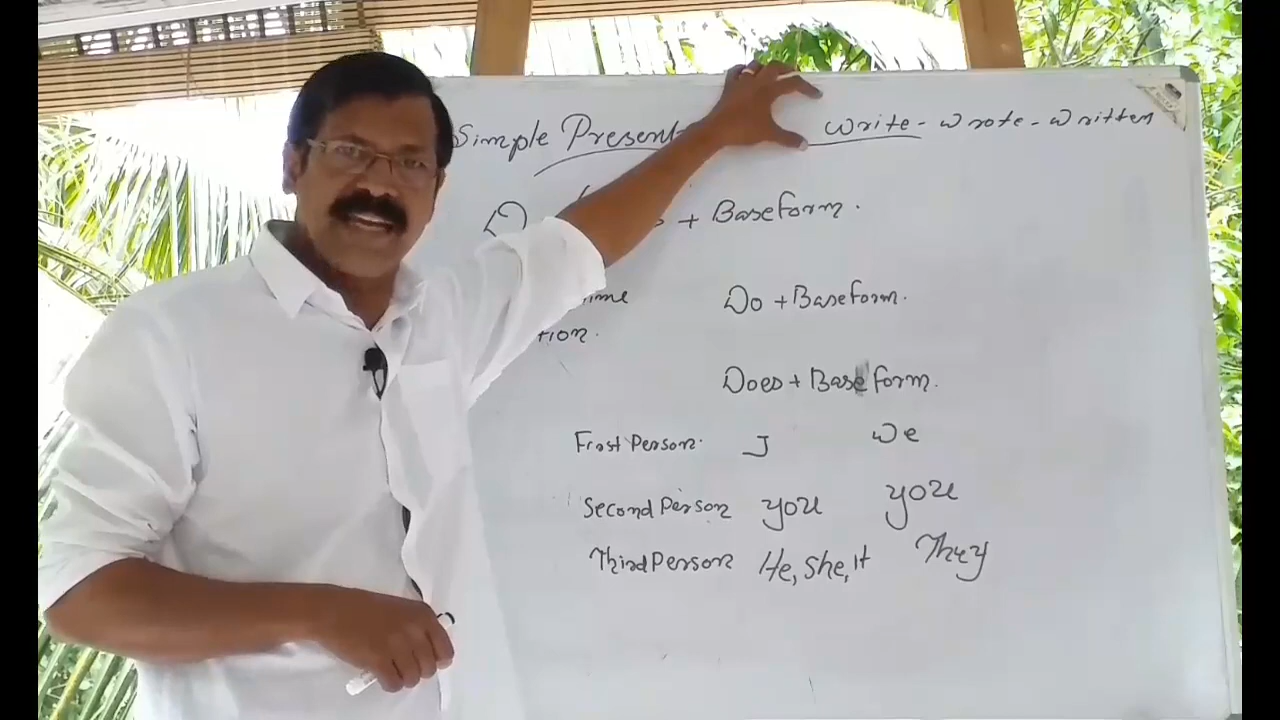 Simple Present write - wrote - written
+ Baseform.
Do + Baseform.
Does + Baseform.
First Person. I we
Second Person you you
Third Person He, She, It They